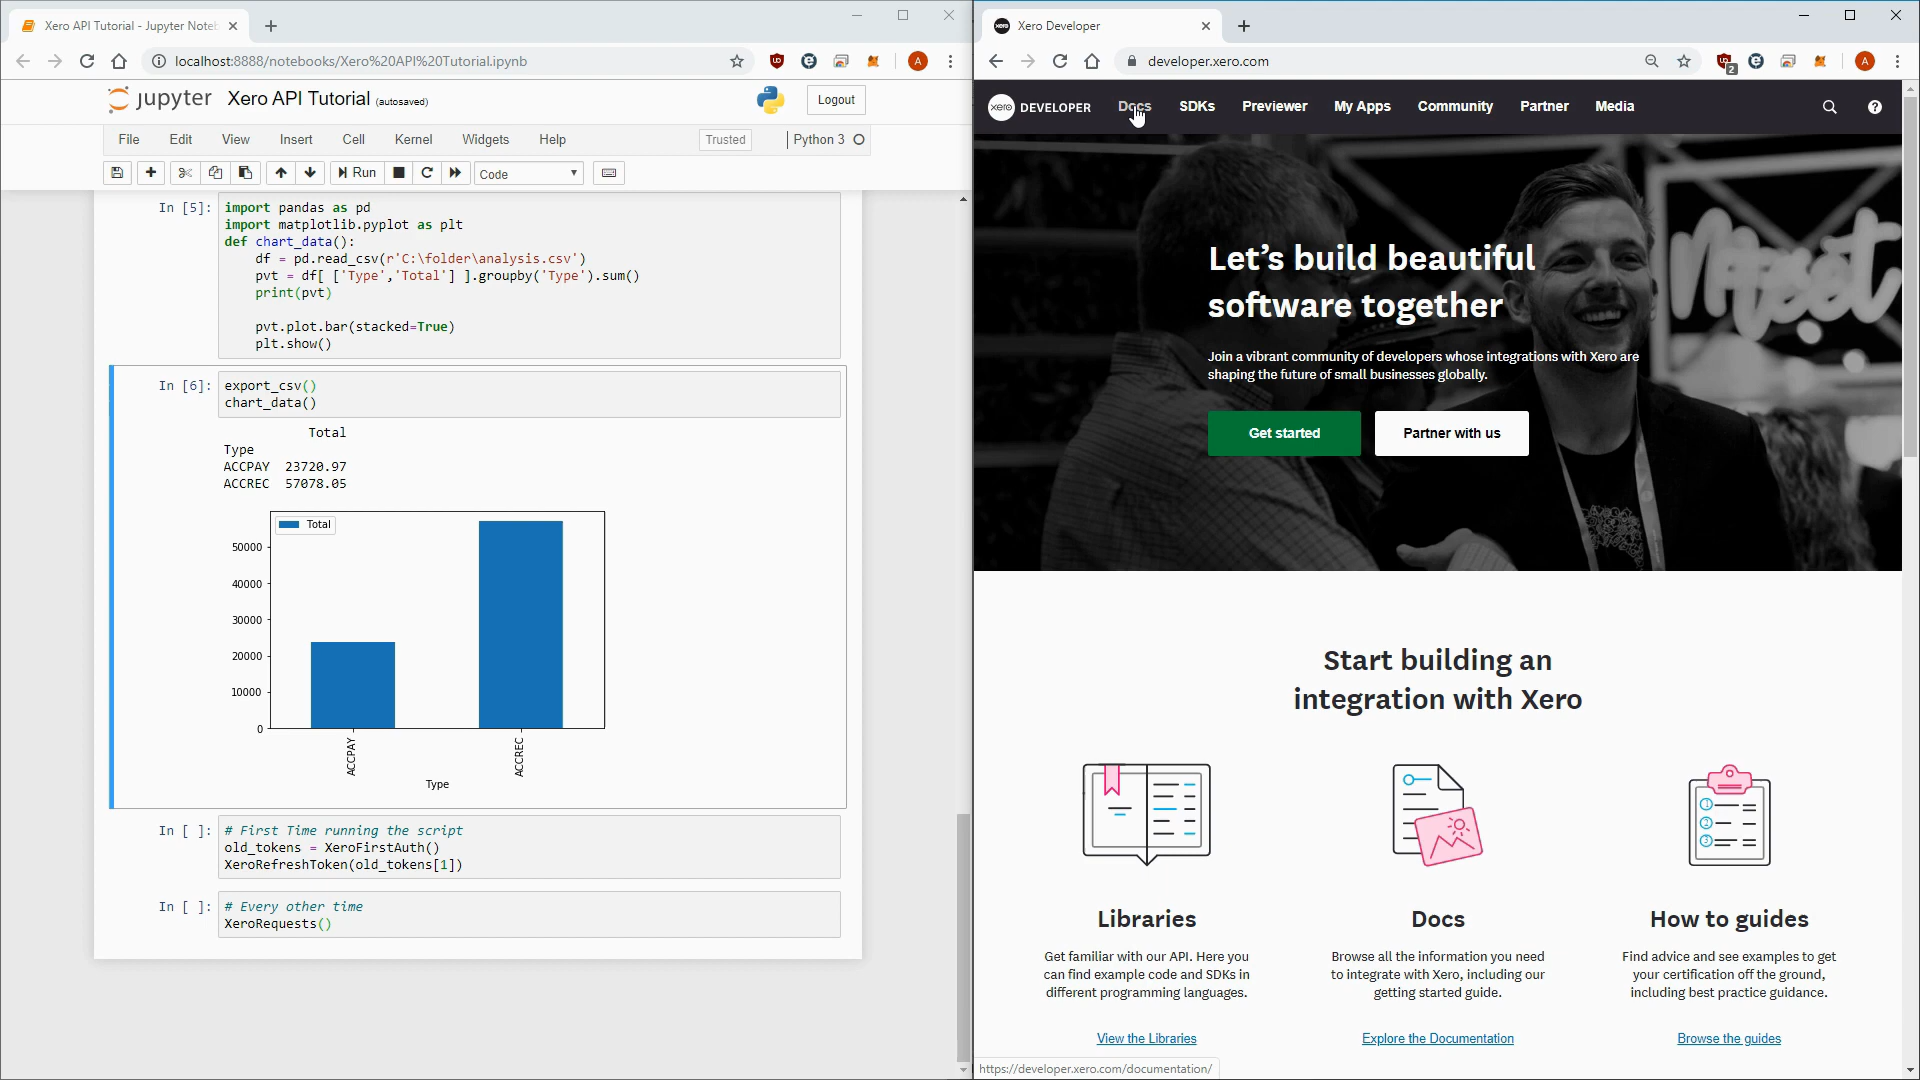 Xero API Tutorial - Jupyter Noteb
localhost:8888/notebooks/Xero%20API%20Tutorial.ipynb
A
jupyter Xero API Tutorial (autosaved)
Logout
File Edit View Insert Cell Kernel Widgets Help
Trusted Python 3
Run Code
In [5]:
import pandas as pd
import matplotlib.pyplot as plt
def chart_data():
df = pd.read_csv(r'C:\folder\analysis.csv')
pvt = df[ ['Type','Total'] ].groupby('Type').sum()
print(pvt)
pvt.plot.bar(stacked=True)
plt.show()
In [6]:
export_csv()
chart_data()
Total
Type
ACCPAY 23720.97
ACCREC 57078.05
Total
50000
40000
30000
20000
10000
0
ACCPAY
ACCREC
Type
In [ ]:
# First Time running the script
old_tokens = XeroFirstAuth()
XeroRefreshToken(old_tokens[1])
In [ ]:
# Every other time
XeroRequests()
xero Xero Developer
developer.xero.com
2
A
xero DEVELOPER Docs SDKs Previewer My Apps Community Partner Media
Let's build beautiful
software together
meet
Join a vibrant community of developers whose integrations with Xero are
shaping the future of small businesses globally.
Get started
Partner with us
Start building an
integration with Xero
1
2
3
Libraries
Get familiar with our API. Here you
can find example code and SDKs in
different programming languages.
View the Libraries
Docs
Browse all the information you need
to integrate with Xero, including our
getting started guide.
Explore the Documentation
How to guides
Find advice and see examples to get
your certification off the ground,
including best practice guidance.
Browse the guides
https://developer.xero.com/documentation/